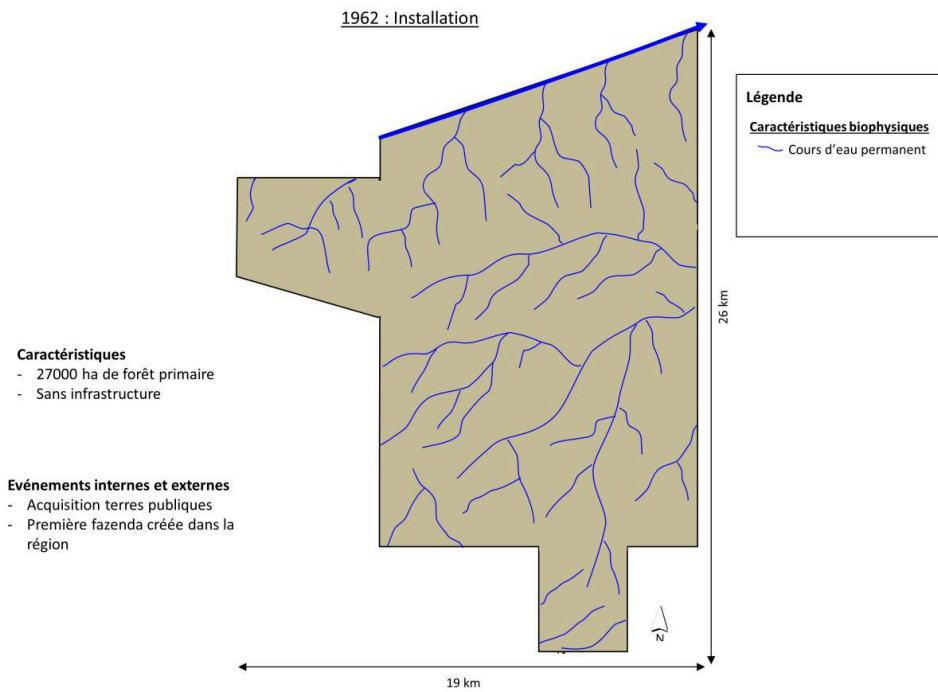 1962 : Installation
Légende
Caractéristiques biophysiques
Cours d'eau permanent
26 km
Caractéristiques
- 27000 ha de forêt primaire
- Sans infrastructure
Evénements internes et externes
- Acquisition terres publiques
- Première fazenda créée dans la
région
N
19 km